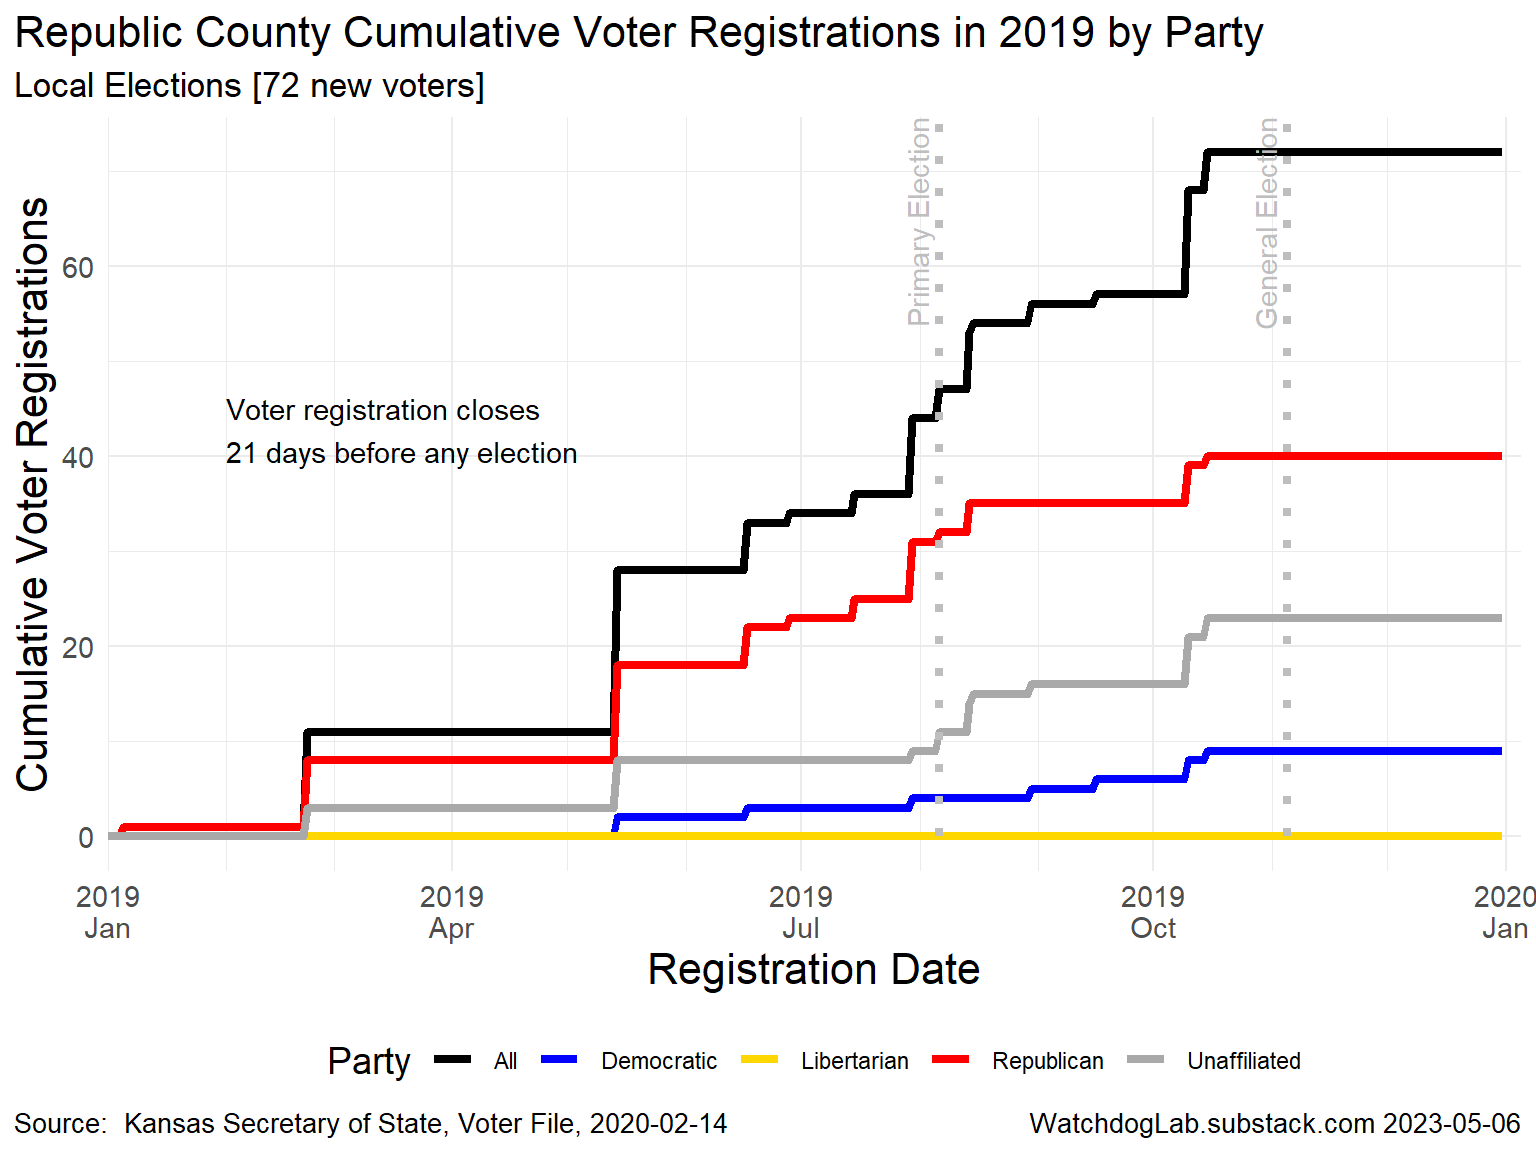 Republic County Cumulative Voter Registrations in 2019 by Party
Local Elections [72 new voters]
Cumulative Voter Registrations
60
40
20
0
Voter registration closes
21 days before any election
Primary Election
General Election
2019
Jan
2019
Apr
2019
Jul
2019
Oct
2020
Jan
Registration Date
Party
All
Democratic
Libertarian
Republican
Unaffiliated
Source:  Kansas Secretary of State, Voter File, 2020-02-14
WatchdogLab.substack.com 2023-05-06